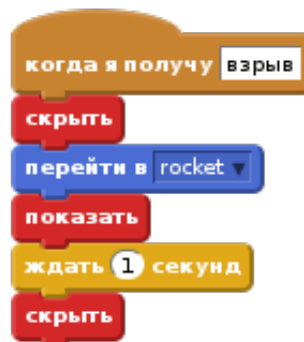 когда я получу взрыв
скрыть
перейти в rocket
показать
ждать 1 секунд
скрыть